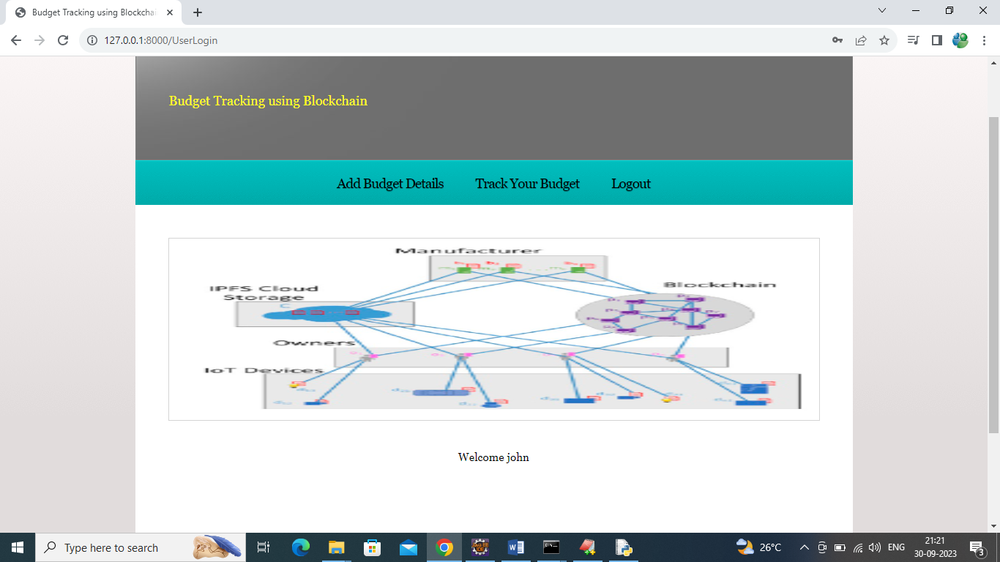 Budget Tracking using Blockchai
127.0.0.1:8000/UserLogin
Budget Tracking using Blockchain
Add Budget Details Track Your Budget Logout
Manufacturer
IPFS Cloud
Storage
Blockchain
C
Owners
IoT Devices
Welcome john
Type here to search
26°C
ENG
21:21
30-09-2023
3